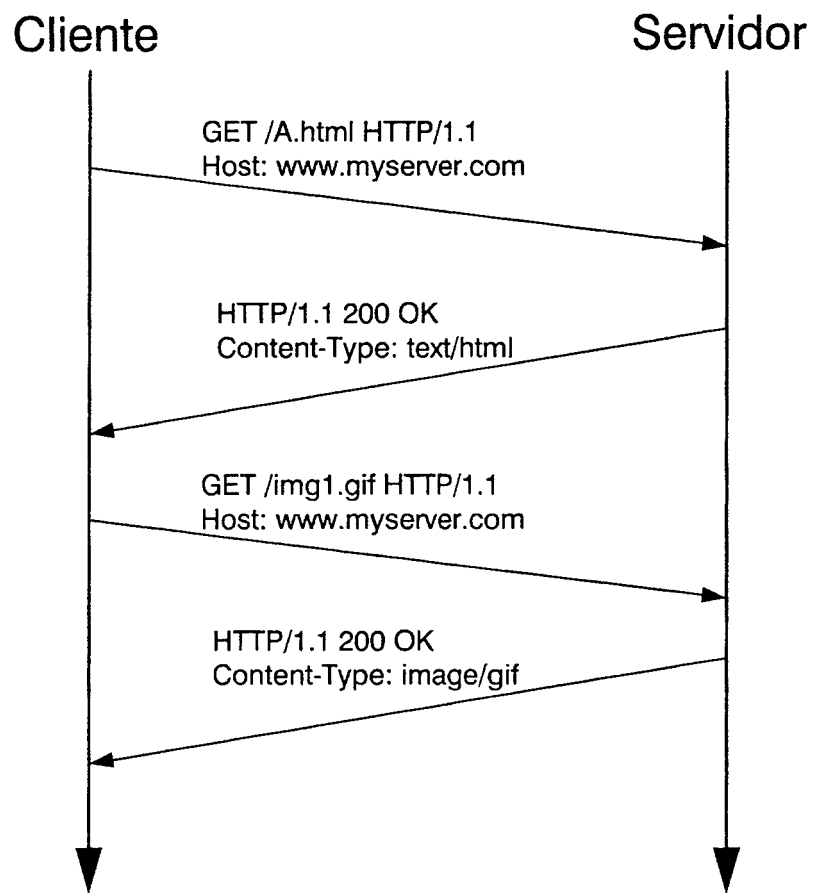 Cliente
Servidor
GET /A.html HTTP/1.1
Host: www.myserver.com
HTTP/1.1 200 OK
Content-Type: text/html
GET /img1.gif HTTP/1.1
Host: www.myserver.com
HTTP/1.1 200 OK
Content-Type: image/gif